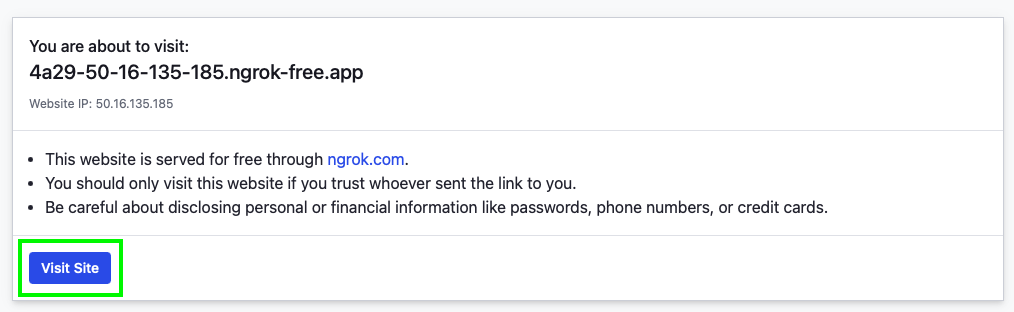 You are about to visit:
4a29-50-16-135-185.ngrok-free.app
Website IP: 50.16.135.185
• This website is served for free through ngrok.com.
• You should only visit this website if you trust whoever sent the link to you.
• Be careful about disclosing personal or financial information like passwords, phone numbers, or credit cards.
Visit Site